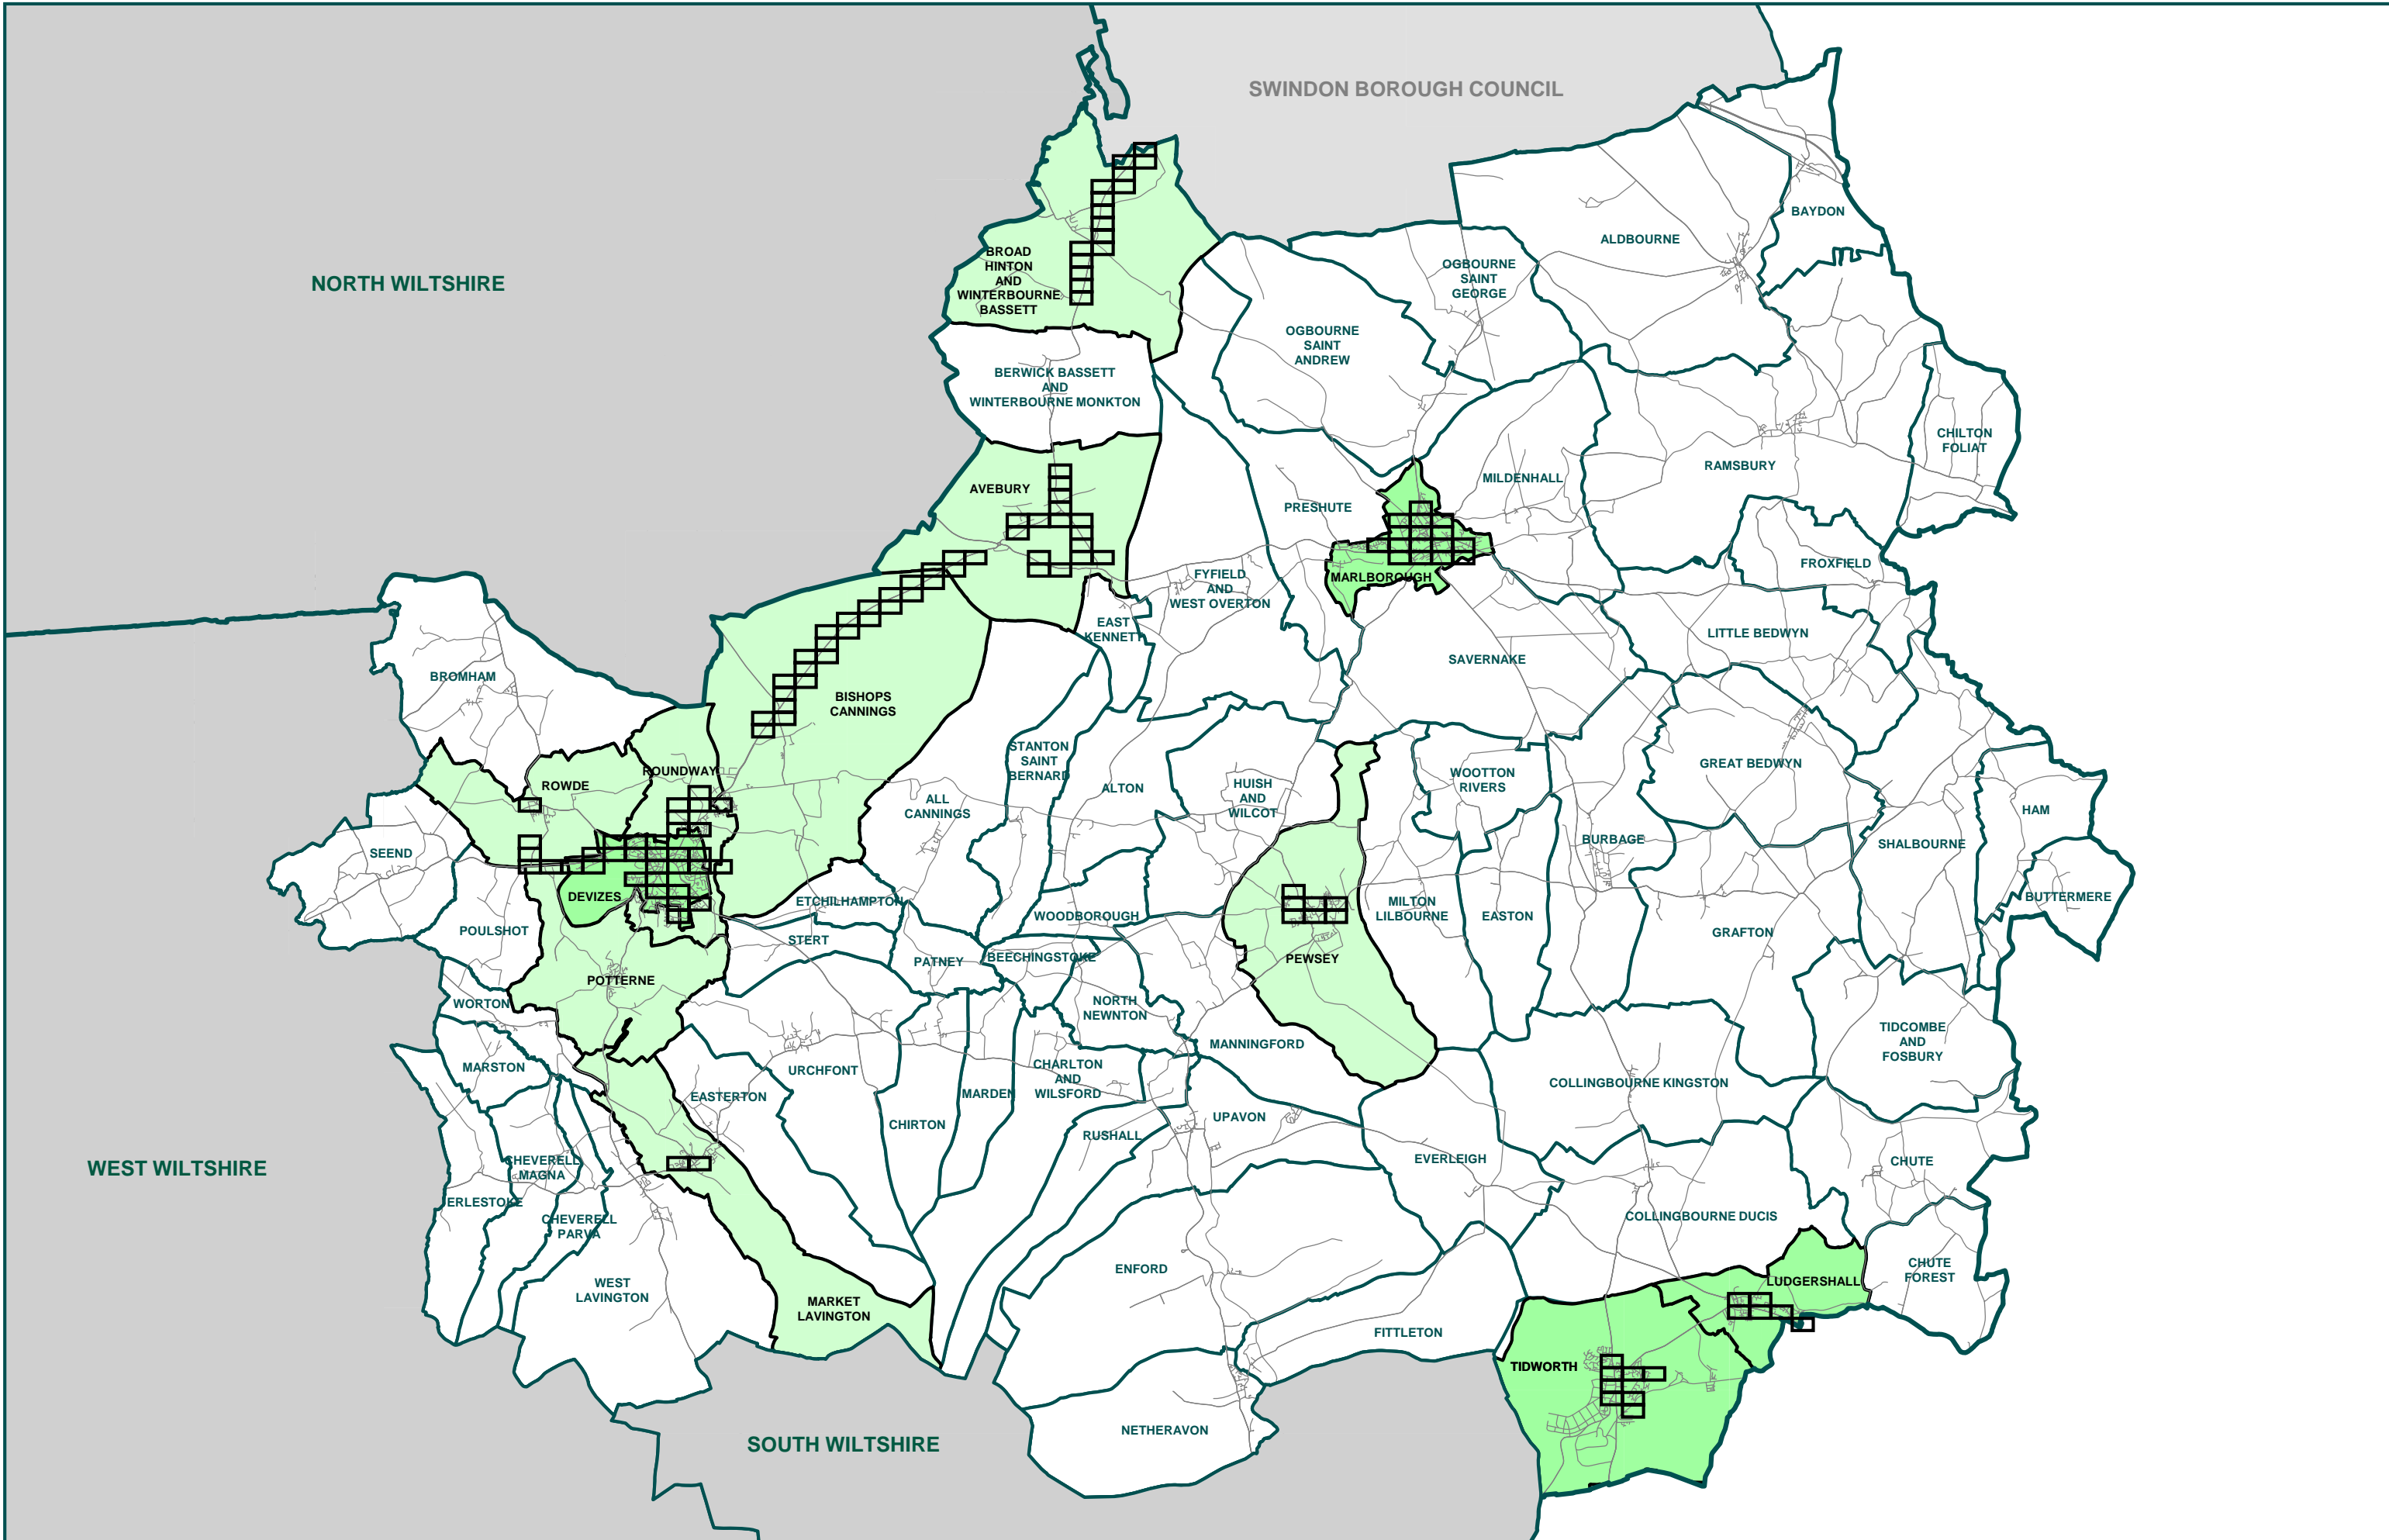 SWINDON BOROUGH COUNCIL
NORTH WILTSHIRE
BAYDON
ALDBOURNE
BROAD
HINTON
AND
WINTERBOURNE
BASSETT
OGBOURNE
SAINT
GEORGE
OGBOURNE
SAINT
ANDREW
BERWICK BASSETT
AND
WINTERBOURNE MONKTON
CHILTON
FOLIAT
RAMSBURY
MILDENHALL
AVEBURY
PRESHUTE
FROXFIELD
MARLBOROUGH
FYFIELD
AND
WEST OVERTON
EAST
KENNETT
LITTLE BEDWYN
SAVERNAKE
BROMHAM
BISHOPS
CANNINGS
STANTON
SAINT
BERNARD
GREAT BEDWYN
ROUNDWAY
ROWDE
WOOTTON
RIVERS
HUISH
AND
WILCOT
ALTON
ALL
CANNINGS
HAM
BURBAGE
SHALBOURNE
SEEND
DEVIZES
ETCHILHAMPTON
BUTTERMERE
MILTON
LILBOURNE
EASTON
WOODBOROUGH
POULSHOT
GRAFTON
STERT
PATNEY
BEECHINGSTOKE
PEWSEY
POTTERNE
WORTON
NORTH
NEWNTON
TIDCOMBE
AND
FOSBURY
MANNINGFORD
MARSTON
URCHFONT
CHARLTON
AND
WILSFORD
COLLINGBOURNE KINGSTON
EASTERTON
MARDEN
CHIRTON
UPAVON
RUSHALL
WEST WILTSHIRE
CHEVERELL
MAGNA
EVERLEIGH
CHUTE
ERLESTOKE
CHEVERELL
PARVA
COLLINGBOURNE DUCIS
ENFORD
CHUTE
FOREST
WEST
LAVINGTON
LUDGERSHALL
MARKET
LAVINGTON
FITTLETON
TIDWORTH
NETHERAVON
SOUTH WILTSHIRE